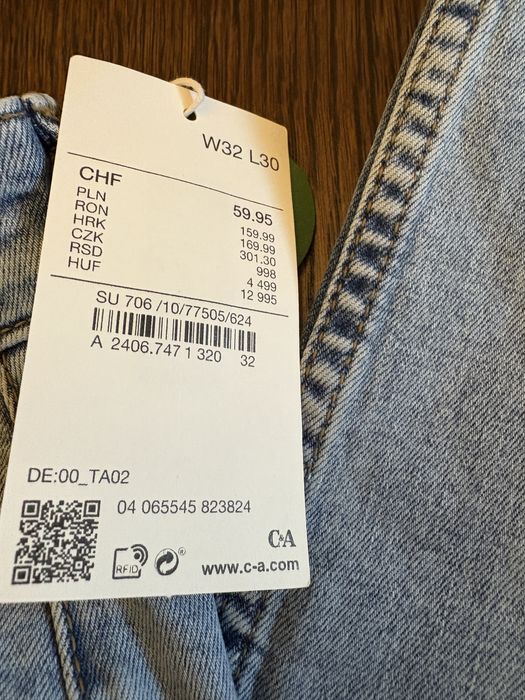 W32 L30
CHF 59.95
PLN 159.99
RON 169.99
HRK 301.30
CZK 998
RSD 4 499
HUF 12 995
SU 706 /10/77505/624
A 2406.747 1 320 32
DE:00_TA02
04 065545 823824
RFID
®
C&A
www.c-a.com